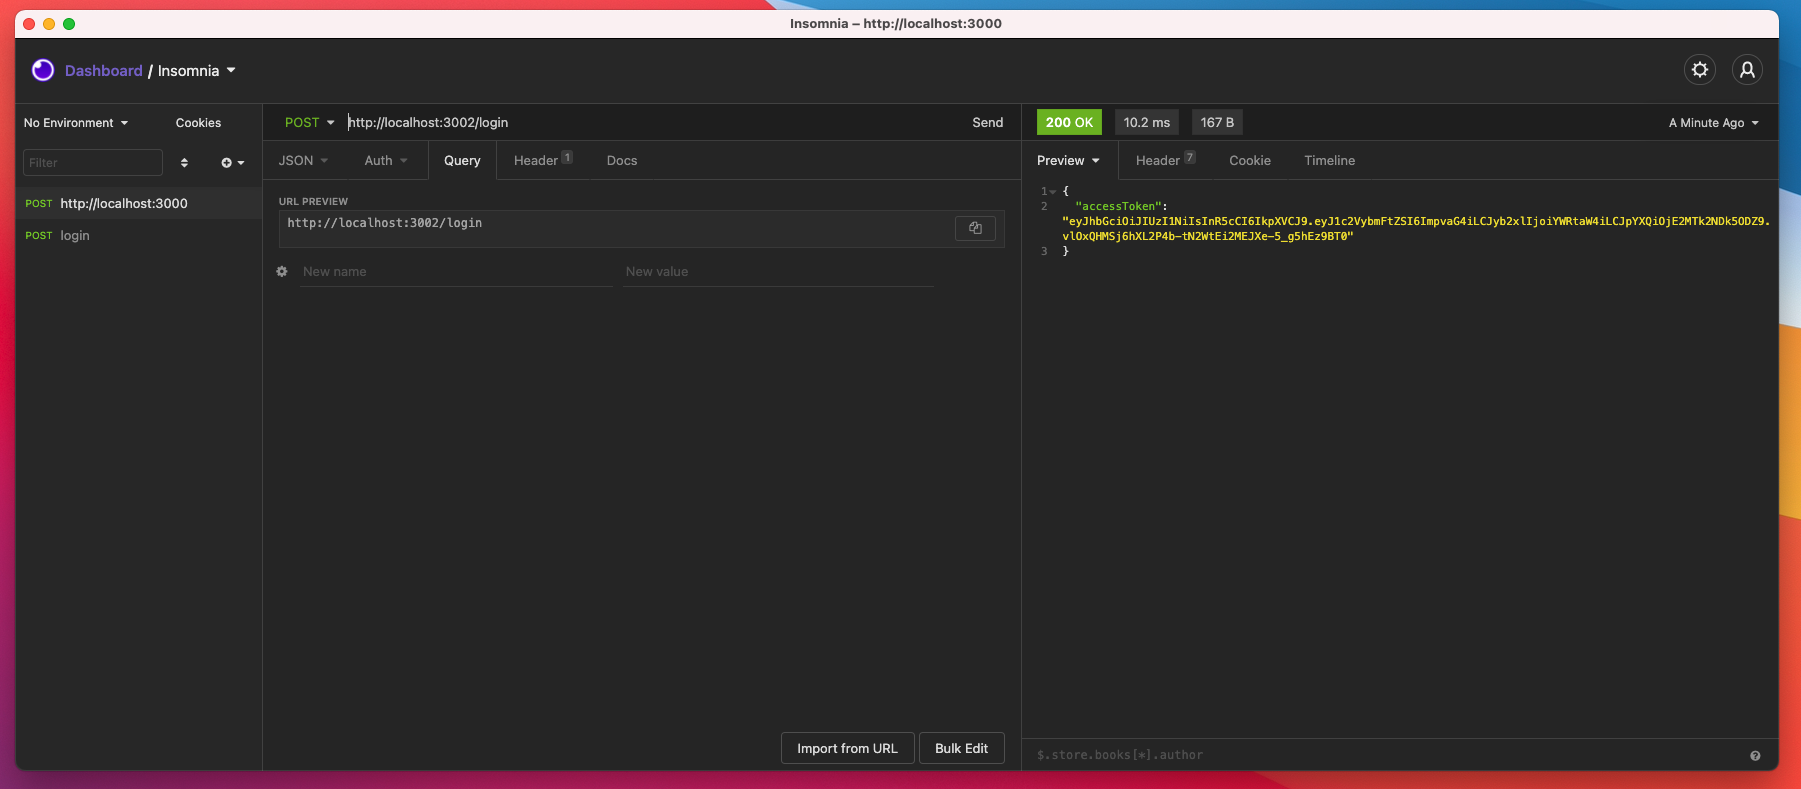 Insomnia – http://localhost:3000
Dashboard / Insomnia
No Environment
Cookies
Filter
POST http://localhost:3000
POST login
POST http://localhost:3002/login
Send
JSON
Auth
Query
Header 1
Docs
URL PREVIEW
http://localhost:3002/login
New name
New value
Import from URL
Bulk Edit
200 OK
10.2 ms
167 B
A Minute Ago
Preview
Header 7
Cookie
Timeline
1 {
2 "accessToken":
"eyJhbGciOiJIUzI1NiIsInR5cCI6IkpXVCJ9.eyJ1c2VybmFtZSI6ImpvaG4iLCJyb2xlIjoiYWRtaW4iLCJpYXQiOjE2MTk2NDk5ODZ9.
vlOxQHMSj6hXL2P4b-tN2WtEi2MEJXe-5_g5hEz9BT0"
3 }
$.store.books[*].author